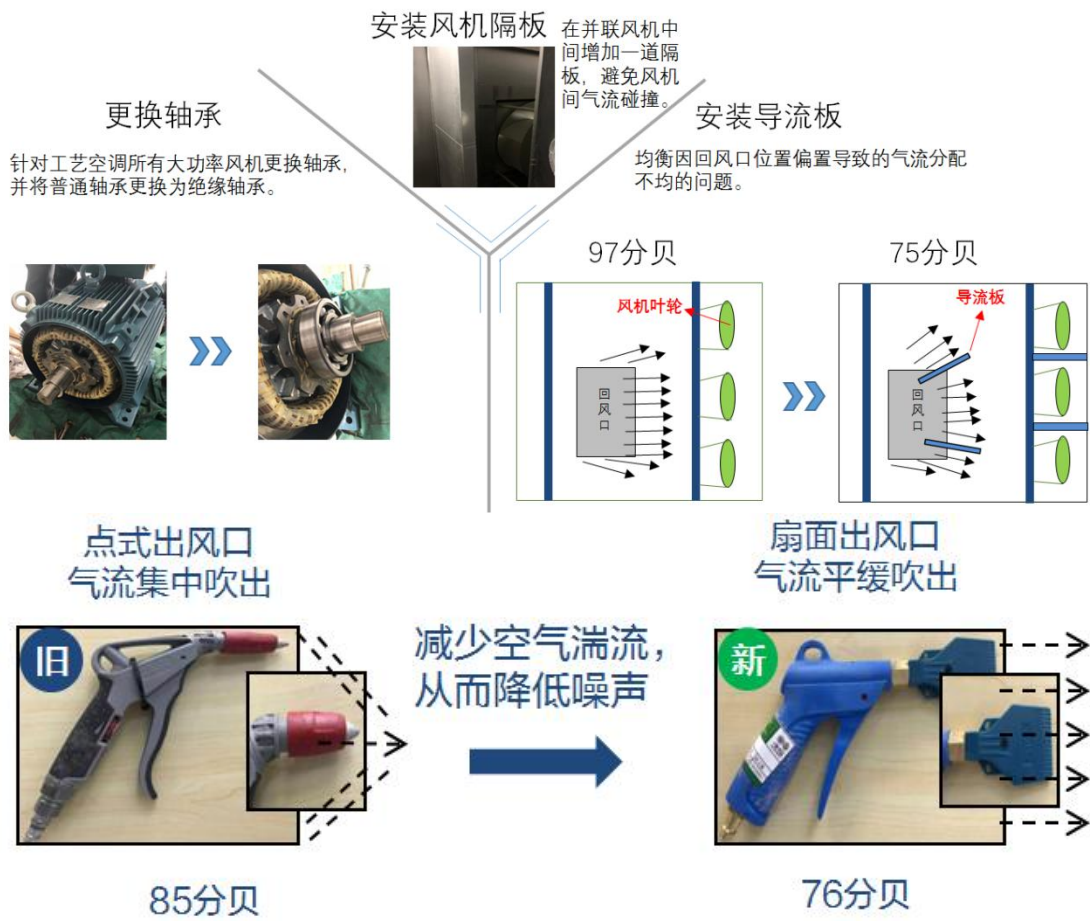 安装风机隔板
在并联风机中
间增加一道隔
板，避免风机
间气流碰撞。
更换轴承
针对工艺空调所有大功率风机更换轴承，
并将普通轴承更换为绝缘轴承。
安装导流板
均衡因回风口位置偏置导致的气流分配
不均的问题。
97分贝
风机叶轮
回
风
口
75分贝
导流板
回
风
口
点式出风口
气流集中吹出
旧
85分贝
减少空气湍流，
从而降低噪声
扇面出风口
气流平缓吹出
新
76分贝